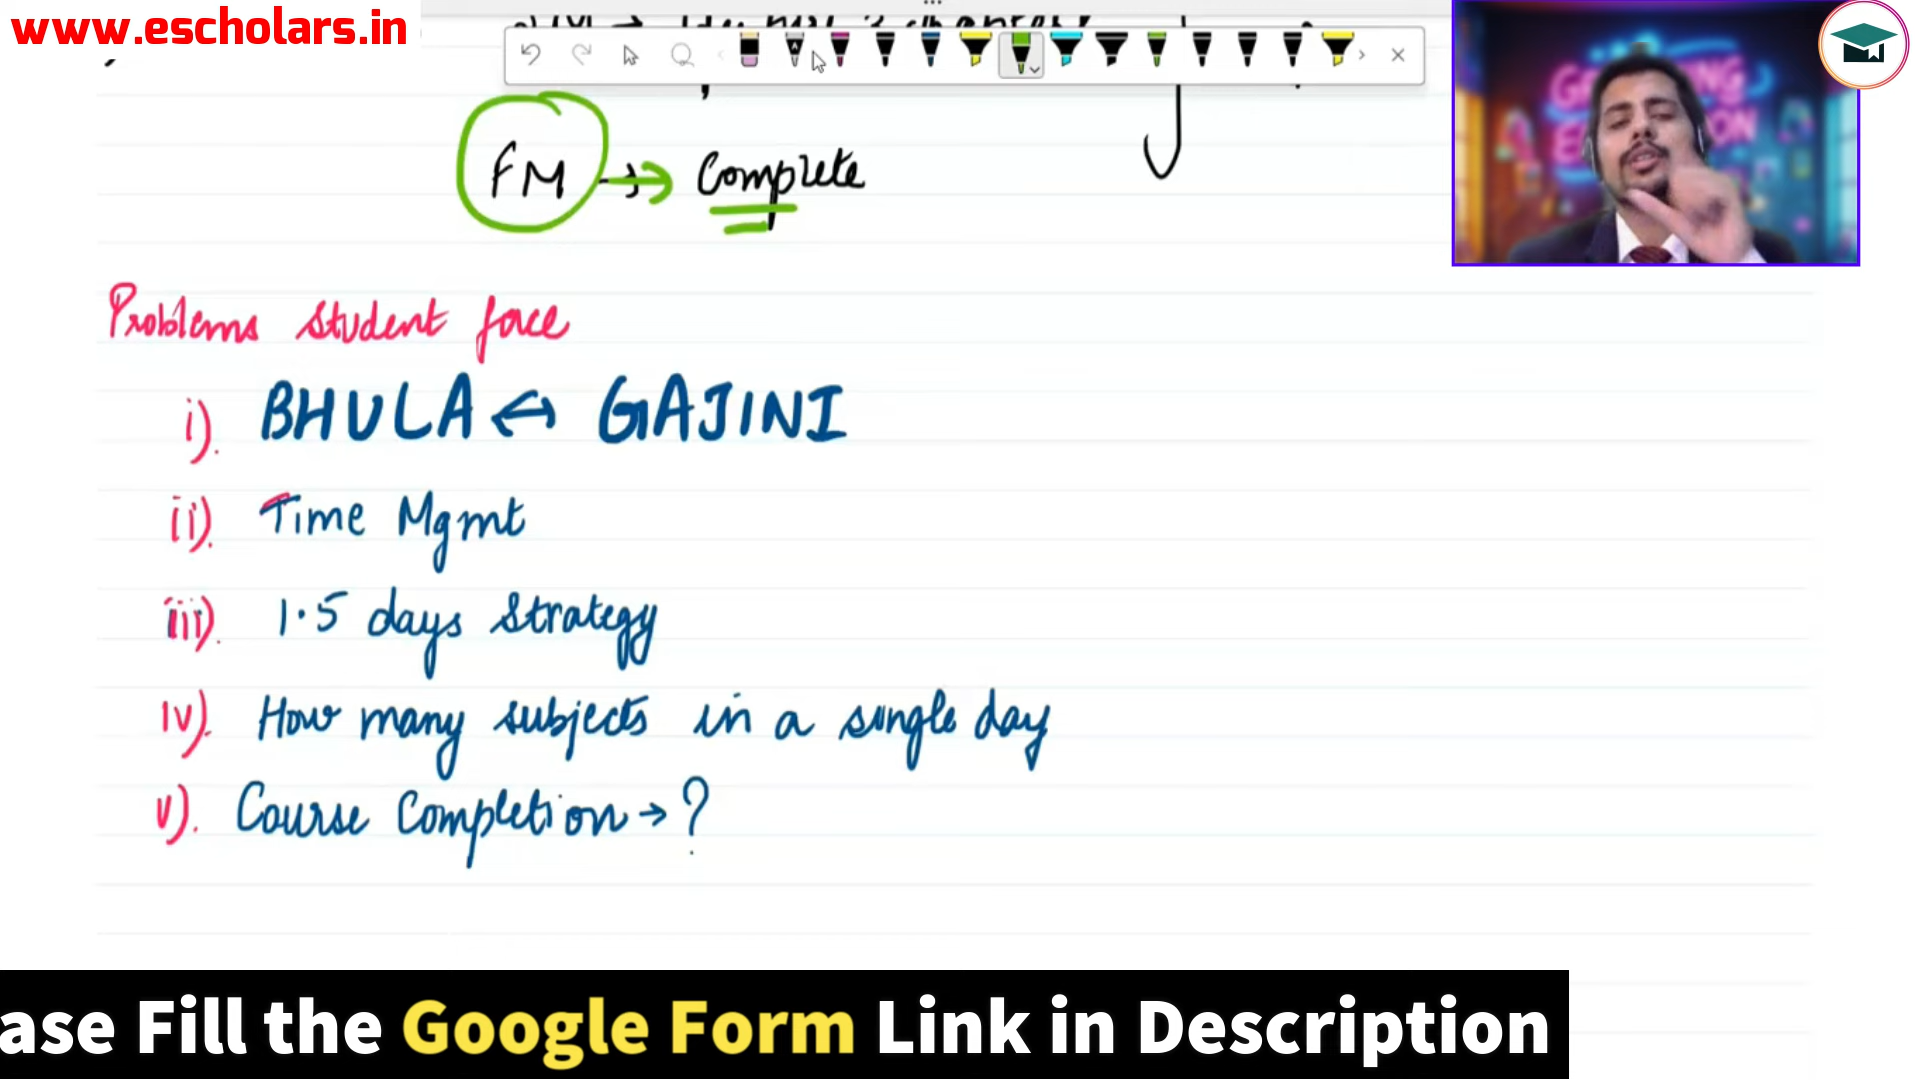 www.escholars.in
FM → Complete
Problems student face
i). BHULA ↔ GAJINI
ii). Time Mgmt
iii). 1.5 days Strategy
iv). How many subjects in a single day
v). Course Completion → ?
ase Fill the Google Form Link in Description